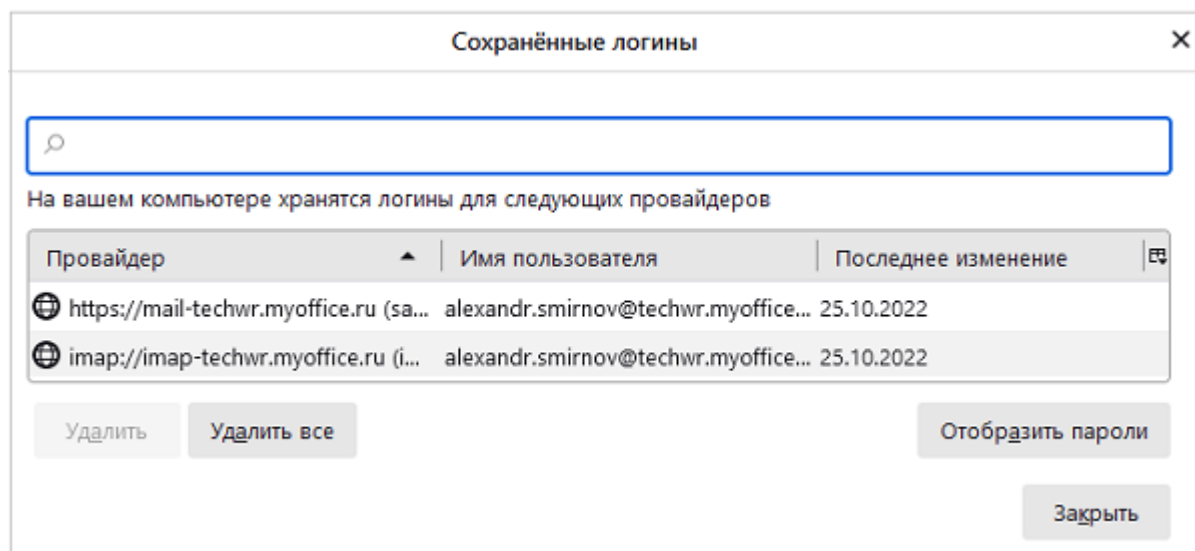 Сохранённые логины
На вашем компьютере хранятся логины для следующих провайдеров
Провайдер Имя пользователя Последнее изменение
https://mail-techwr.myoffice.ru (sa... alexandr.smirnov@techwr.myoffice... 25.10.2022
imap://imap-techwr.myoffice.ru (i... alexandr.smirnov@techwr.myoffice... 25.10.2022
Удалить Удалить все Отобразить пароли
Закрыть